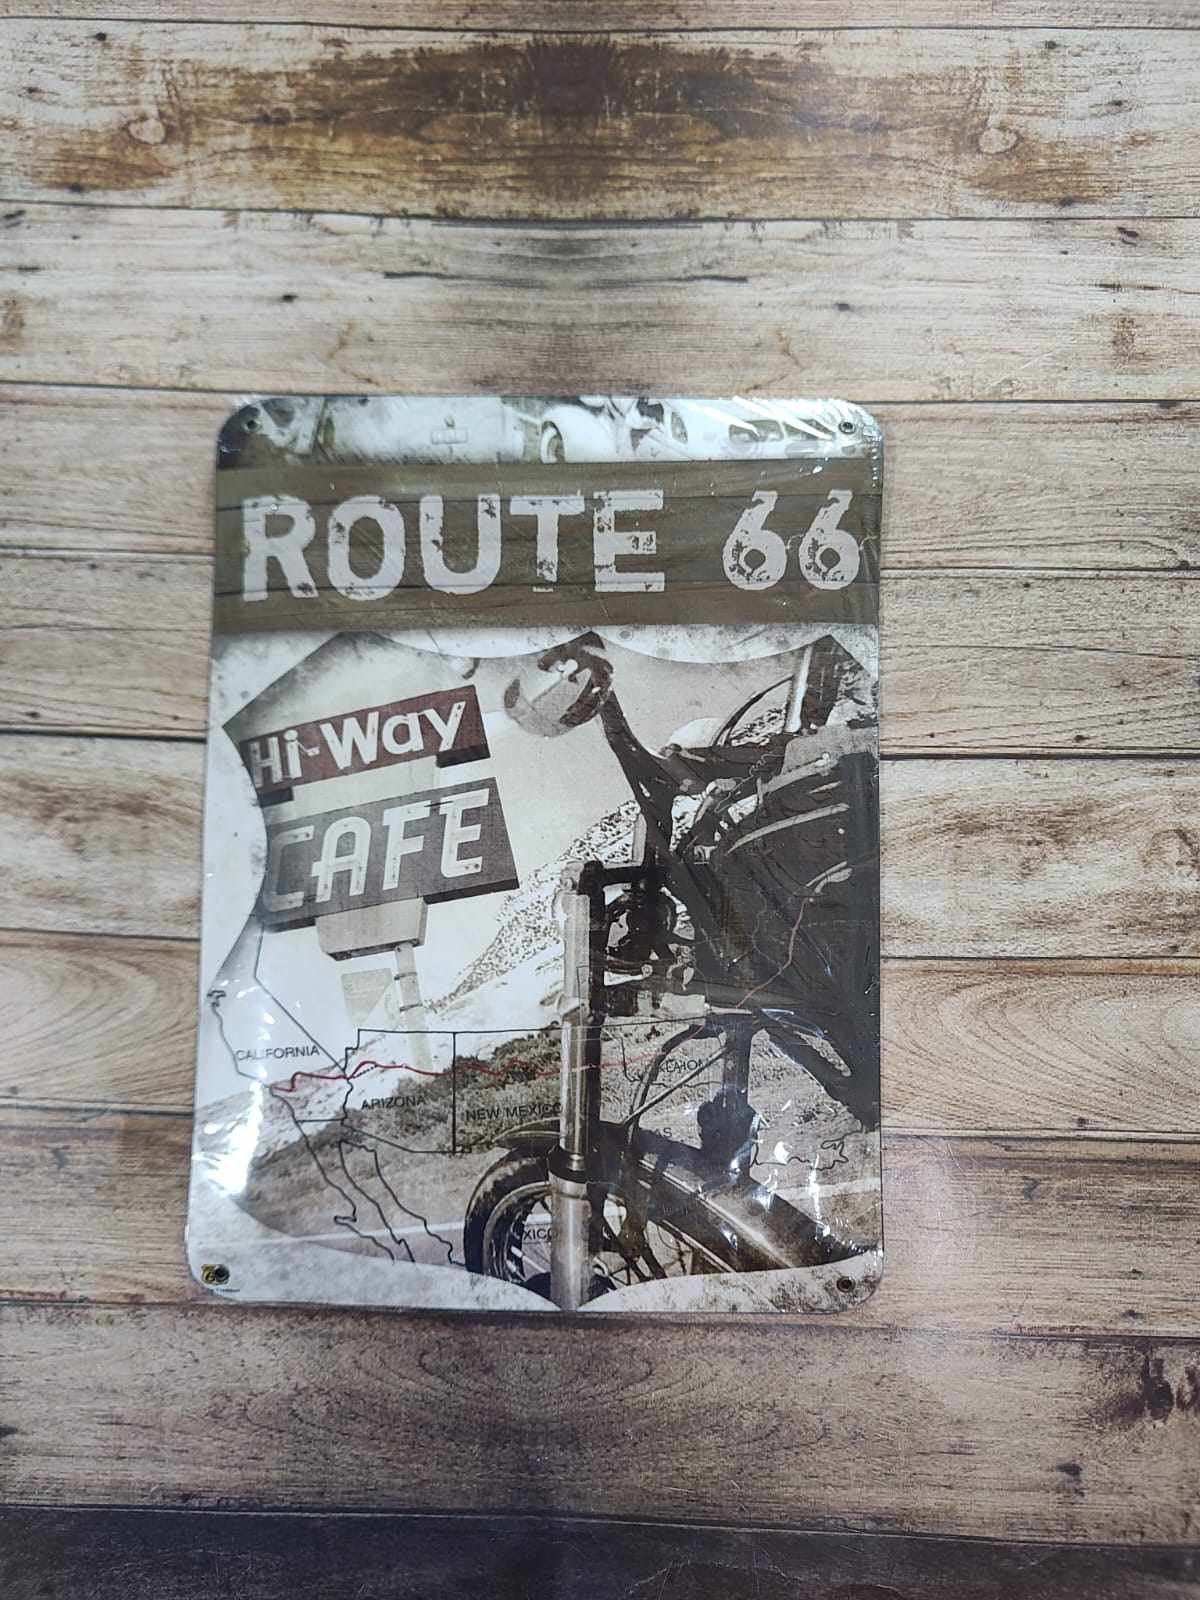 ROUTE 66
Hi-Way
CAFE
CALIFORNIA
ARIZONA
NEW MEXICO